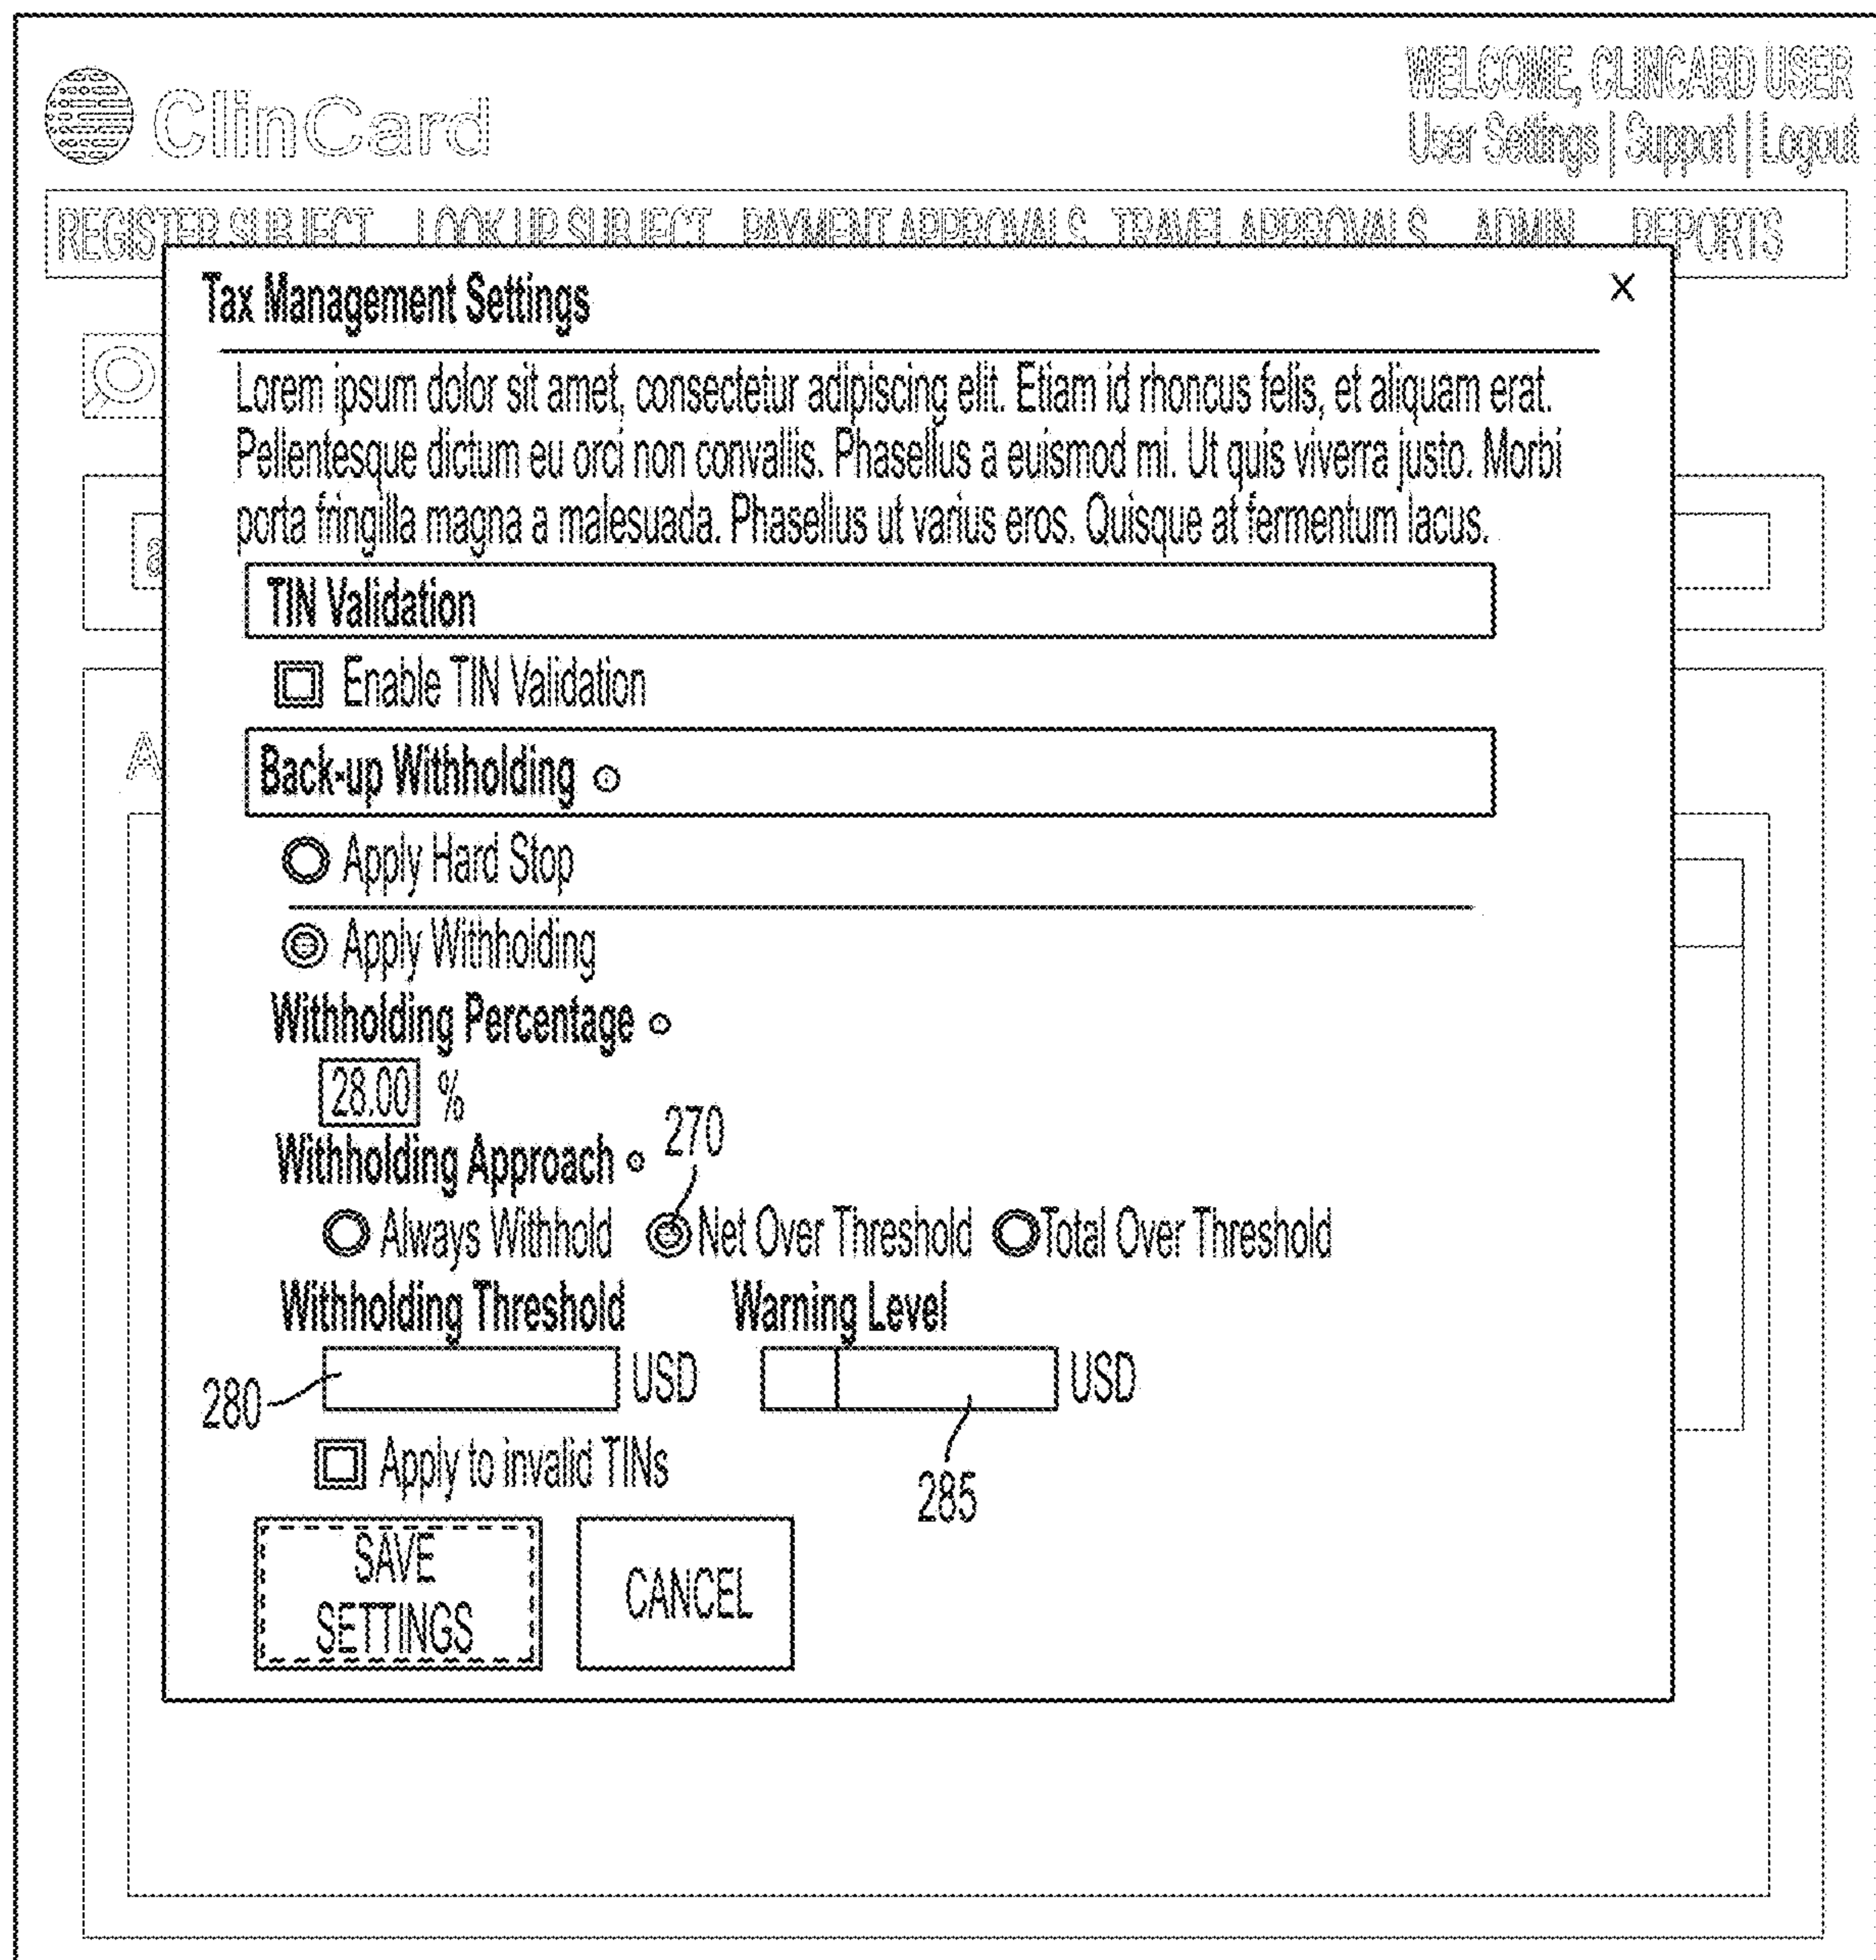 ClinCard
WELCOME, CLINCARD USER
User Settings | Support | Logout
REGISTER SUBJECT LOOK UP SUBJECT PAYMENT APPROVALS TRAVEL APPROVALS ADMIN REPORTS
Tax Management Settings X
Lorem ipsum dolor sit amet, consectetur adipiscing elit. Etiam id rhoncus felis, et aliquam erat.
Pellentesque dictum eu orci non convallis. Phasellus a euismod mi. Ut quis viverra justo. Morbi
porta fringilla magna a malesuada. Phasellus ut varius eros. Quisque at fermentum lacus.
a
TIN Validation
Enable TIN Validation
A
Back-up Withholding
Apply Hard Stop
Apply Withholding
Withholding Percentage
28.00 %
270
Withholding Approach
Always Withhold Net Over Threshold Total Over Threshold
Withholding Threshold Warning Level
280 USD USD
Apply to invalid TINs
285
SAVE
SETTINGS
CANCEL